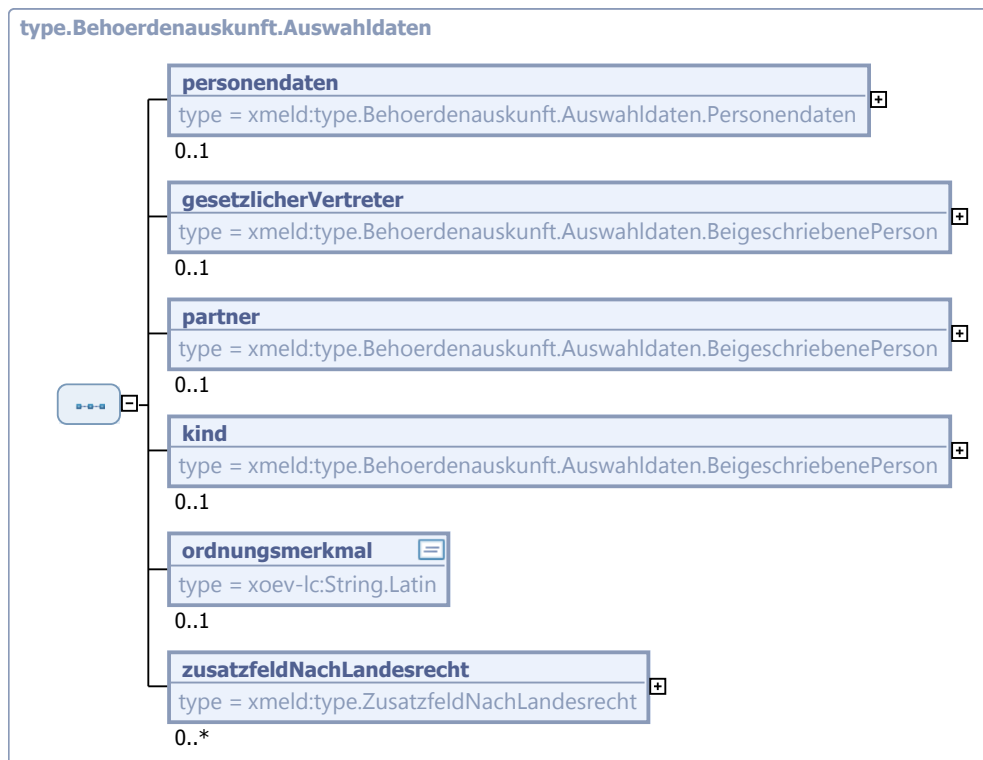 type.Behoerdenauskunft.Auswahldaten
personendaten
type = xmeld:type.Behoerdenauskunft.Auswahldaten.Personendaten
0..1
gesetzlicherVertreter
type = xmeld:type.Behoerdenauskunft.Auswahldaten.BeigeschriebenePerson
0..1
partner
type = xmeld:type.Behoerdenauskunft.Auswahldaten.BeigeschriebenePerson
0..1
kind
type = xmeld:type.Behoerdenauskunft.Auswahldaten.BeigeschriebenePerson
0..1
ordnungsmerkmal
type = xoev-lc:String.Latin
0..1
zusatzfeldNachLandesrecht
type = xmeld:type.ZusatzfeldNachLandesrecht
0..*